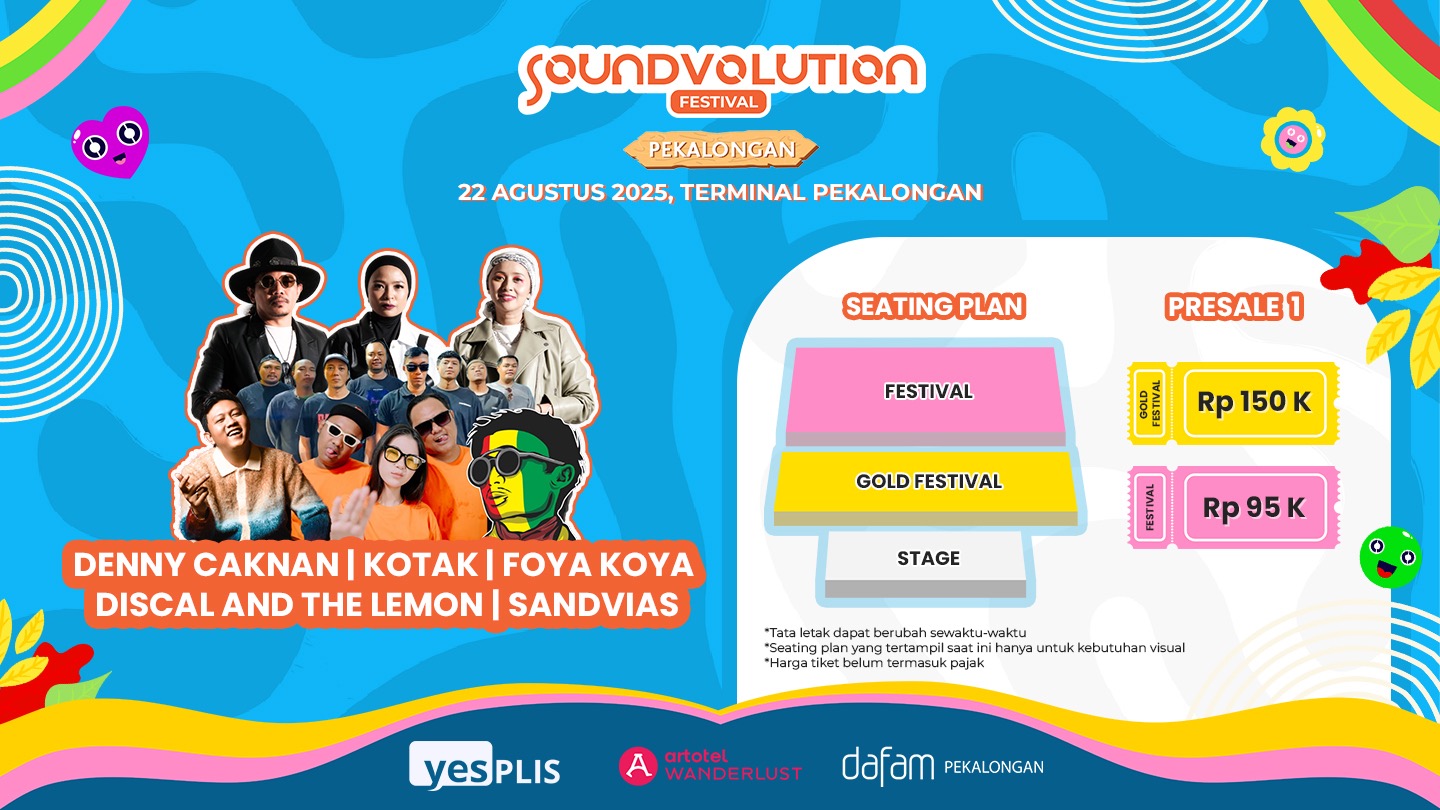 SOUNDVOLUTION
FESTIVAL
PEKALONGAN
22 AGUSTUS 2025, TERMINAL PEKALONGAN
DENNY CAKNAN | KOTAK | FOYA KOYA
DISCAL AND THE LEMON | SANDVIAS
SEATING PLAN
FESTIVAL
GOLD FESTIVAL
STAGE
PRESALE 1
GOLD
FESTIVAL
Rp 150 K
FESTIVAL
Rp 95 K
*Tata letak dapat berubah sewaktu-waktu
*Seating plan yang tertampil saat ini hanya untuk kebutuhan visual
*Harga tiket belum termasuk pajak
yesPLIS
A
artotel
WANDERLUST
dafam PEKALONGAN